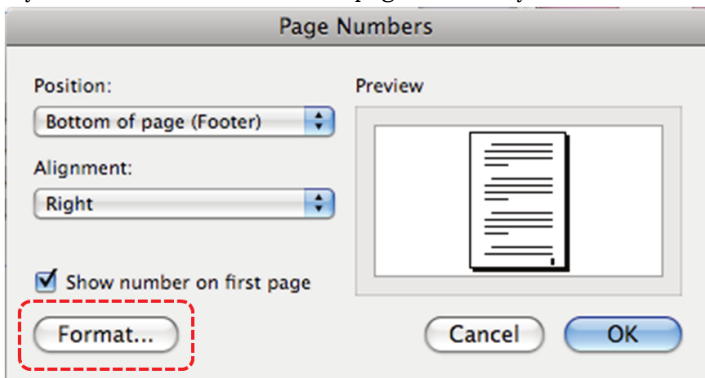 Page Numbers
Position:
Preview
Bottom of page (Footer)
Alignment:
Right
Show number on first page
Format...
Cancel
OK